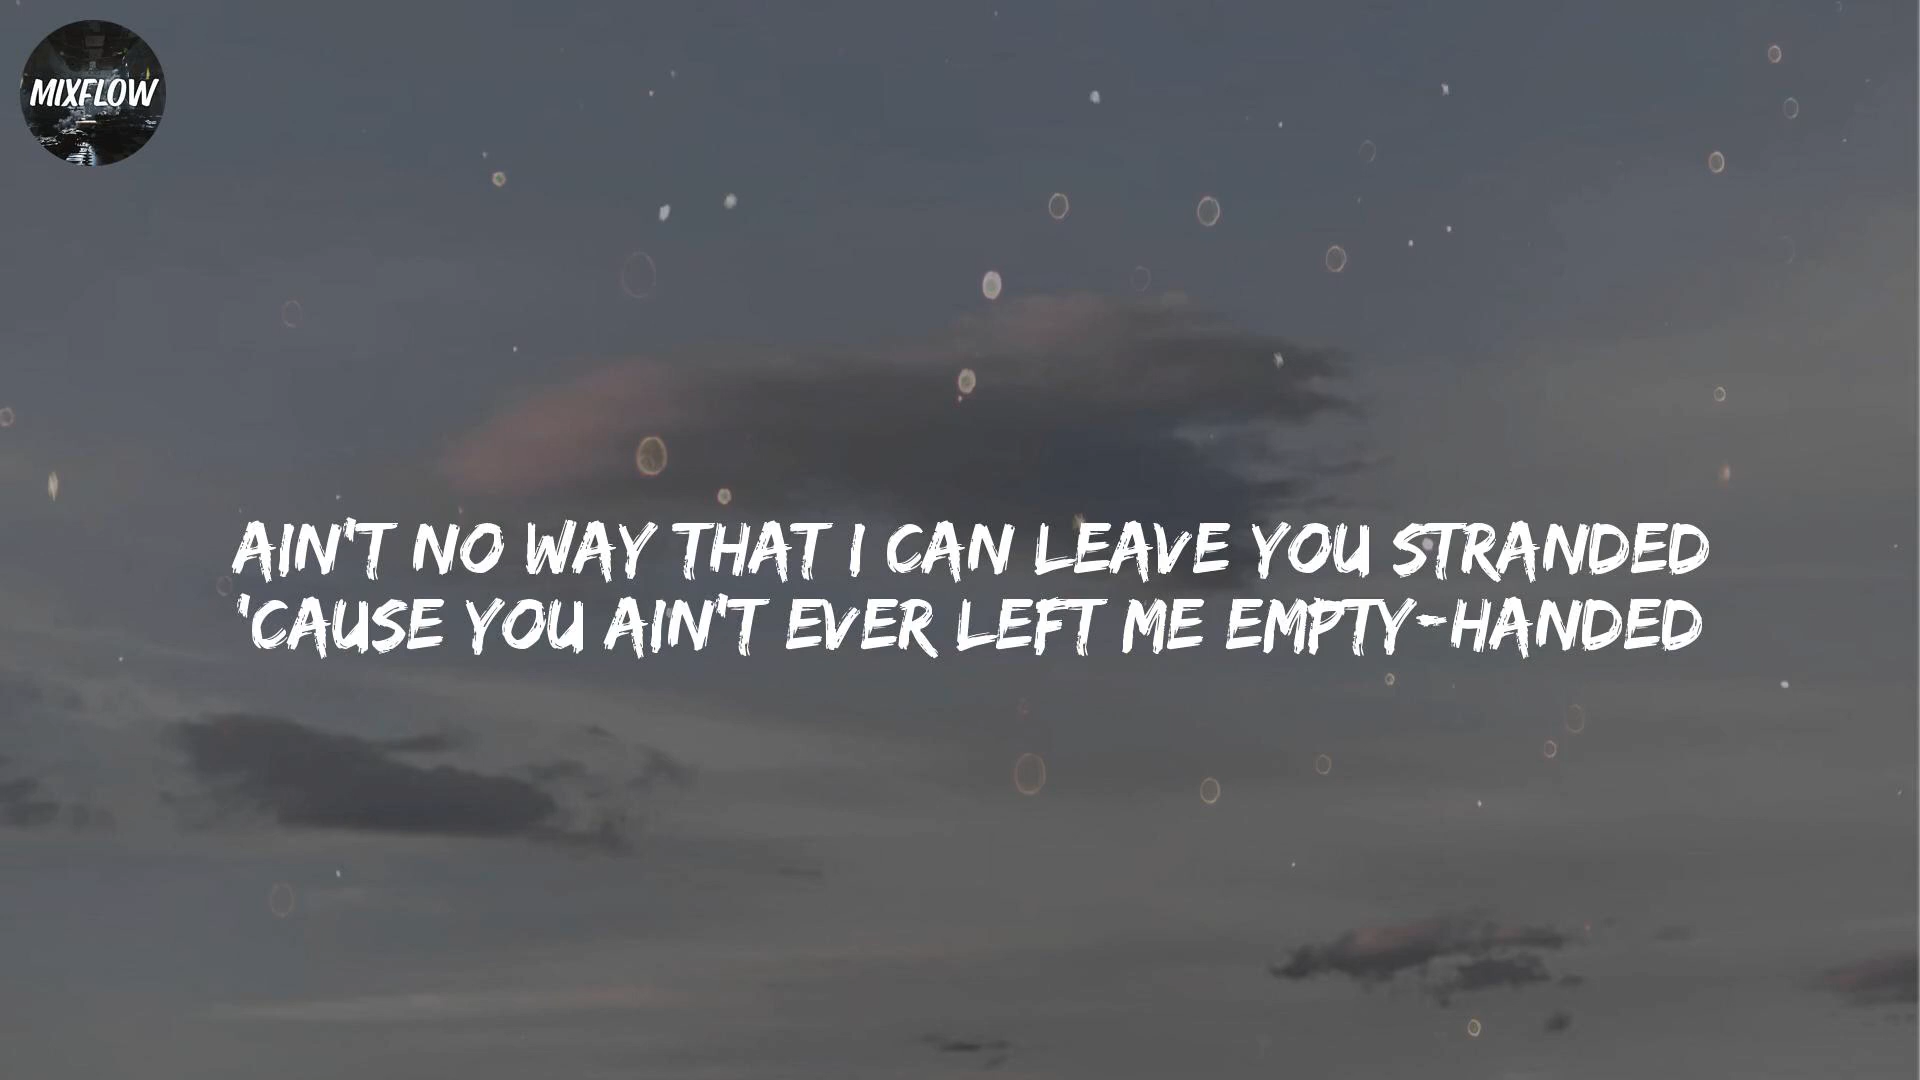 MIXFLOW
AIN'T NO WAY THAT I CAN LEAVE YOU STRANDED
'CAUSE YOU AIN'T EVER LEFT ME EMPTY-HANDED